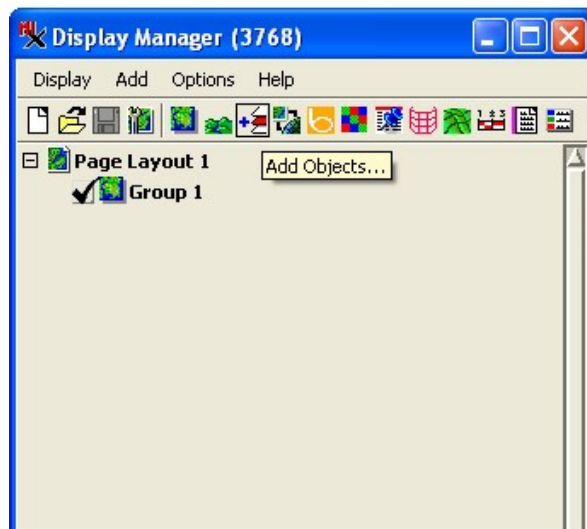 Display Manager (3768)
Display Add Options Help
Page Layout 1
Add Objects...
Group 1